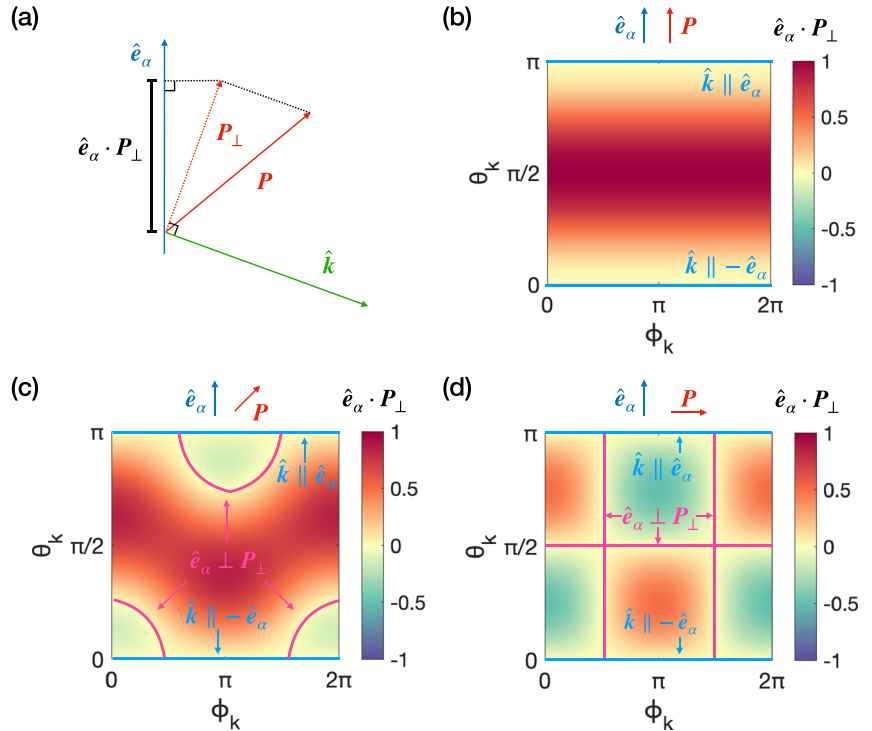 (a)
ê_α
ê_α · P_⊥
P_⊥
P
k̂
(b)
ê_α P ê_α · P_⊥
π
k̂ ∥ ê_α
θ_k π/2
k̂ ∥ −ê_α
0
0 π 2π
ϕ_k
1
0.5
0
-0.5
-1
(c)
ê_α P ê_α · P_⊥
π
k̂ ∥ ê_α
θ_k π/2
ê_α ⊥ P_⊥
k̂ ∥ −ê_α
0
0 π 2π
ϕ_k
1
0.5
0
-0.5
-1
(d)
ê_α P ê_α · P_⊥
π
k̂ ∥ ê_α
ê_α ⊥ P_⊥
θ_k π/2
k̂ ∥ −ê_α
0
0 π 2π
ϕ_k
1
0.5
0
-0.5
-1